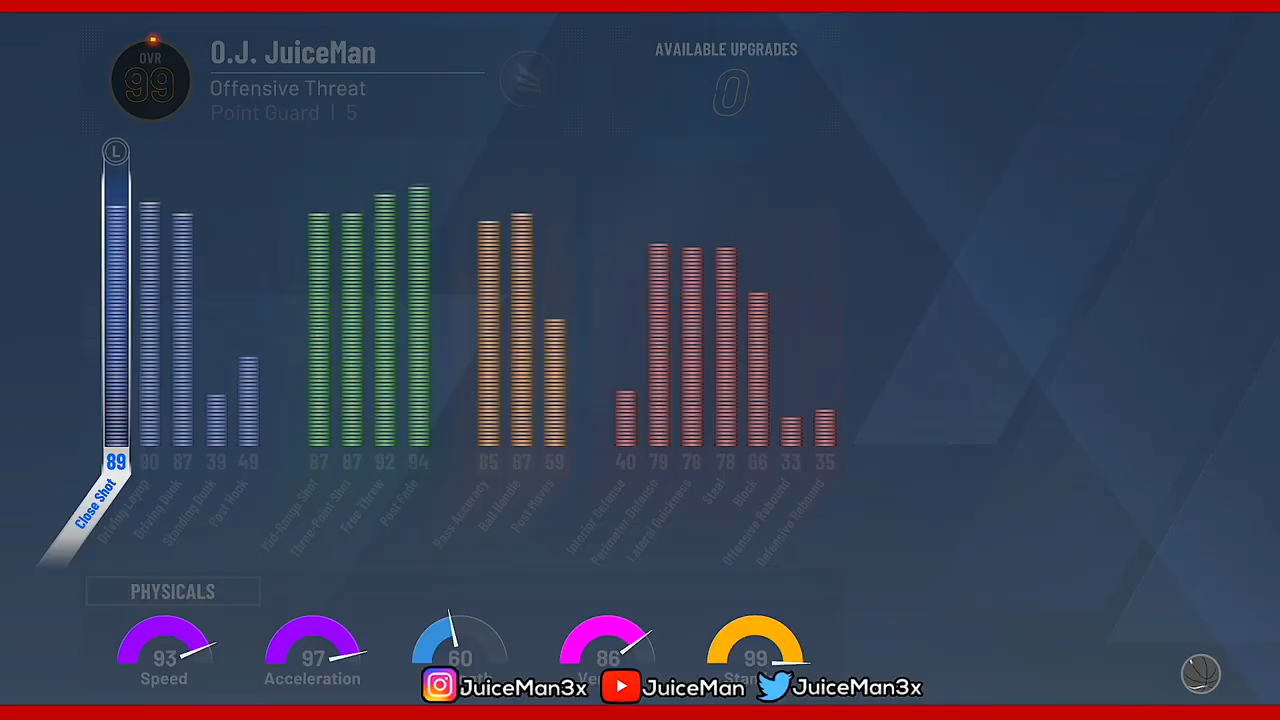 OVR
99
O.J. JuiceMan
Offensive Threat
Point Guard | 5
AVAILABLE UPGRADES
0
L
89 90 87 39 49 87 87 92 94 85 87 59 40 79 78 78 66 33 35
Close Shot
Driving Layup
Driving Dunk
Standing Dunk
Post Hook
Mid-Range Shot
Three-Point Shot
Free Throw
Post Fade
Pass Accuracy
Ball Handle
Post Moves
Interior Defense
Perimeter Defense
Lateral Quickness
Steal
Block
Offensive Rebound
Defensive Rebound
PHYSICALS
93 97 60 86 99
Speed Acceleration
JuiceMan3x JuiceMan JuiceMan3x